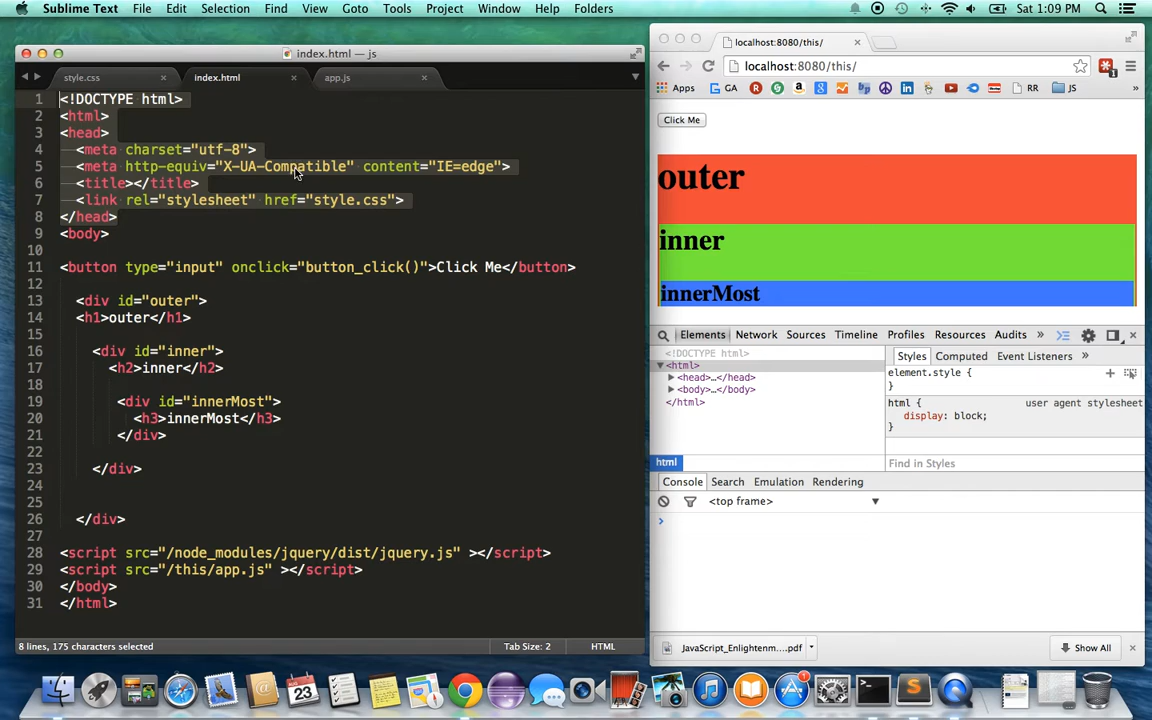 Sublime Text File Edit Selection Find View Goto Tools Project Window Help Folders Sat 1:09 PM
index.html — js
style.css index.html app.js
1 <!DOCTYPE html>
2 <html>
3 <head>
4 <meta charset="utf-8">
5 <meta http-equiv="X-UA-Compatible" content="IE=edge">
6 <title></title>
7 <link rel="stylesheet" href="style.css">
8 </head>
9 <body>
10
11 <button type="input" onclick="button_click()">Click Me</button>
12
13 <div id="outer">
14 <h1>outer</h1>
15
16 <div id="inner">
17 <h2>inner</h2>
18
19 <div id="innerMost">
20 <h3>innerMost</h3>
21 </div>
22
23 </div>
24
25
26 </div>
27
28 <script src="/node_modules/jquery/dist/jquery.js" ></script>
29 <script src="/this/app.js" ></script>
30 </body>
31 </html>
8 lines, 175 characters selected Tab Size: 2 HTML
localhost:8080/this/
localhost:8080/this/
Apps GA RR JS »
Click Me
outer
inner
innerMost
Elements Network Sources Timeline Profiles Resources Audits »
<!DOCTYPE html>
<html>
<head>…</head>
<body>…</body>
</html>
html
Styles Computed Event Listeners »
element.style {
}
html { user agent stylesheet
display: block;
}
Find in Styles
Console Search Emulation Rendering
<top frame>
JavaScript_Enlightenm....pdf Show All
23
1